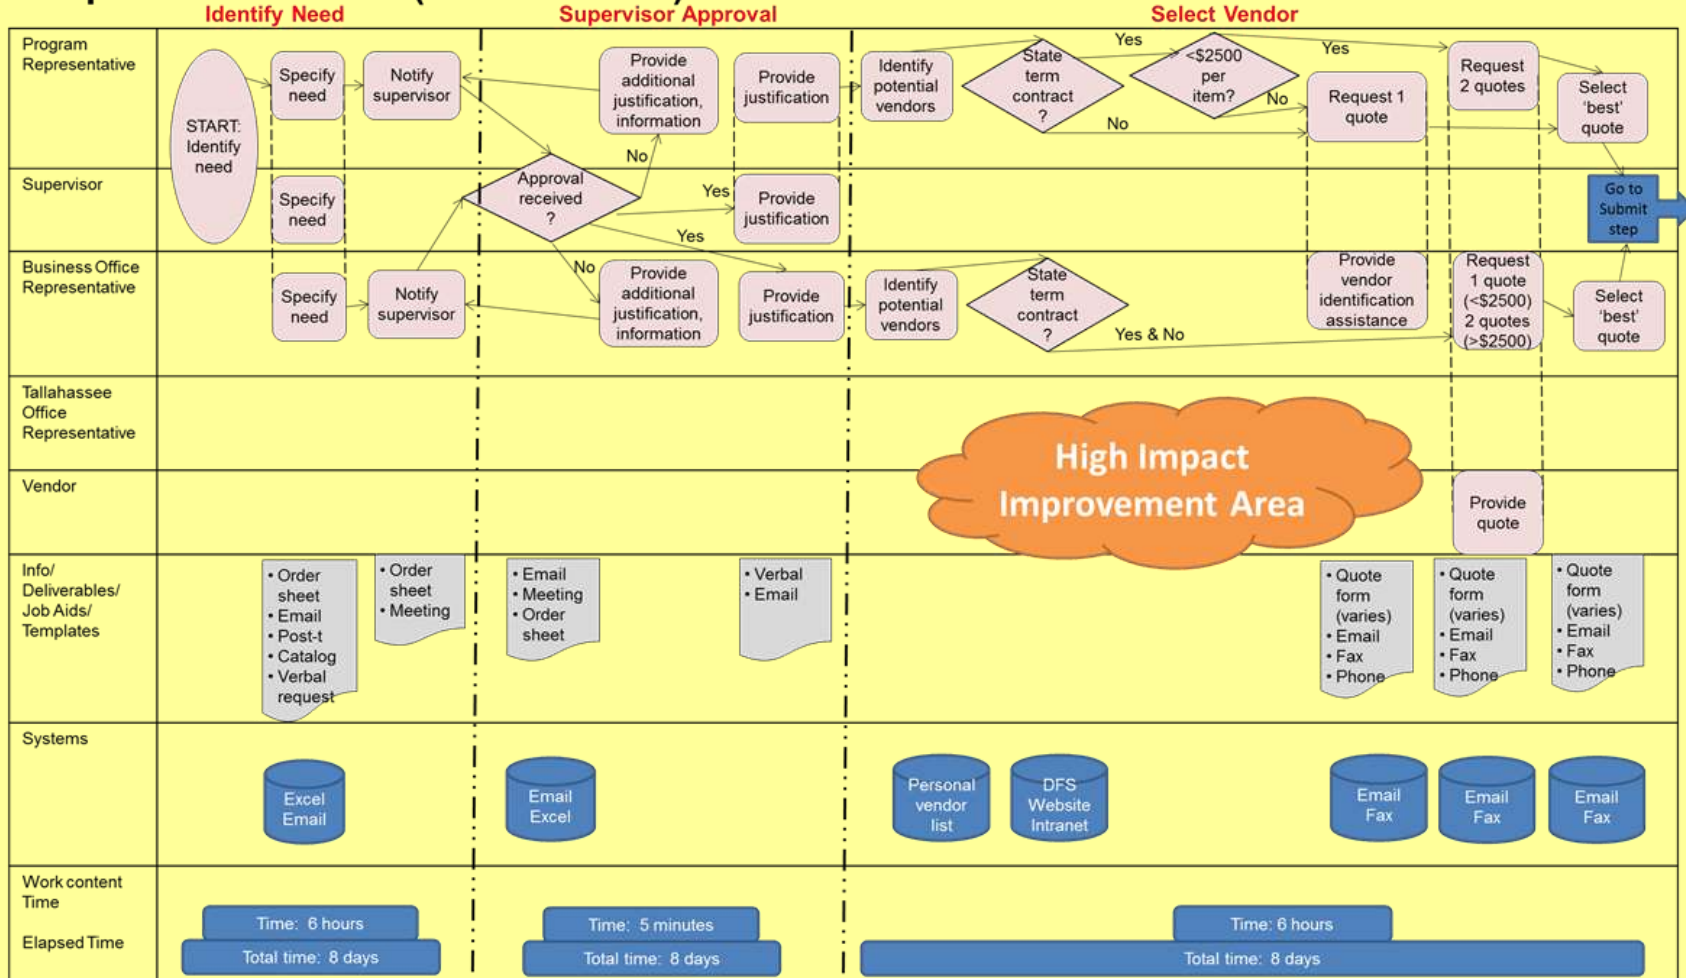 Identify Need
Supervisor Approval
Select Vendor
Program
Representative
START:
Identify
need
Specify
need
Notify
supervisor
Provide
additional
justification,
information
Provide
justification
Identify
potential
vendors
State
term
contract
?
Yes
No
<$2500
per
item?
Yes
No
Request 1
quote
Request
2 quotes
Select
‘best’
quote
Supervisor
Specify
need
Approval
received
?
No
Yes
Yes
No
Provide
justification
Go to
Submit
step
Business Office
Representative
Specify
need
Notify
supervisor
Provide
additional
justification,
information
Provide
justification
Identify
potential
vendors
State
term
contract
?
Yes & No
Provide
vendor
identification
assistance
Request
1 quote
(<$2500)
2 quotes
(>$2500)
Select
‘best’
quote
Tallahassee
Office
Representative
High Impact
Improvement Area
Vendor
Provide
quote
Info/
Deliverables/
Job Aids/
Templates
• Order
sheet
• Email
• Post-t
• Catalog
• Verbal
request
• Order
sheet
• Meeting
• Email
• Meeting
• Order
sheet
• Verbal
• Email
• Quote
form
(varies)
• Email
• Fax
• Phone
• Quote
form
(varies)
• Email
• Fax
• Phone
• Quote
form
(varies)
• Email
• Fax
• Phone
Systems
Excel
Email
Email
Excel
Personal
vendor
list
DFS
Website
Intranet
Email
Fax
Email
Fax
Email
Fax
Work content
Time
Time: 6 hours
Time: 5 minutes
Time: 6 hours
Elapsed Time
Total time: 8 days
Total time: 8 days
Total time: 8 days